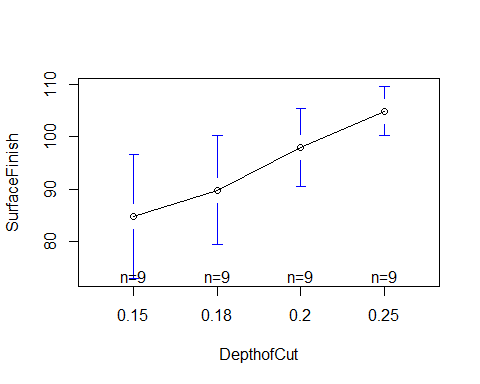 110
100
90
80
SurfaceFinish
n=9 n=9 n=9 n=9
0.15 0.18 0.2 0.25
DepthofCut